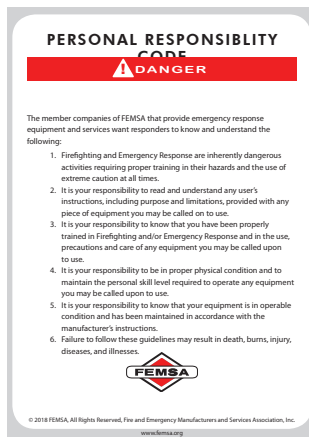 PERSONAL RESPONSIBLITY
CODE
DANGER
The member companies of FEMSA that provide emergency response
equipment and services want responders to know and understand the
following:
1. Firefighting and Emergency Response are inherently dangerous
activities requiring proper training in their hazards and the use of
extreme caution at all times.
2. It is your responsibility to read and understand any user's
instructions, including purpose and limitations, provided with any
piece of equipment you may be called on to use.
3. It is your responsibility to know that you have been properly
trained in Firefighting and/or Emergency Response and in the use,
precautions and care of any equipment you may be called upon
to use.
4. It is your responsibility to be in proper physical condition and to
maintain the personal skill level required to operate any equipment
you may be called upon to use.
5. It is your responsibility to know that your equipment is in operable
condition and has been maintained in accordance with the
manufacturer's instructions.
6. Failure to follow these guidelines may result in death, burns, injury,
diseases, and illnesses.
FEMSA
© 2018 FEMSA, All Rights Reserved, Fire and Emergency Manufacturers and Services Association, Inc.
www.femsa.org